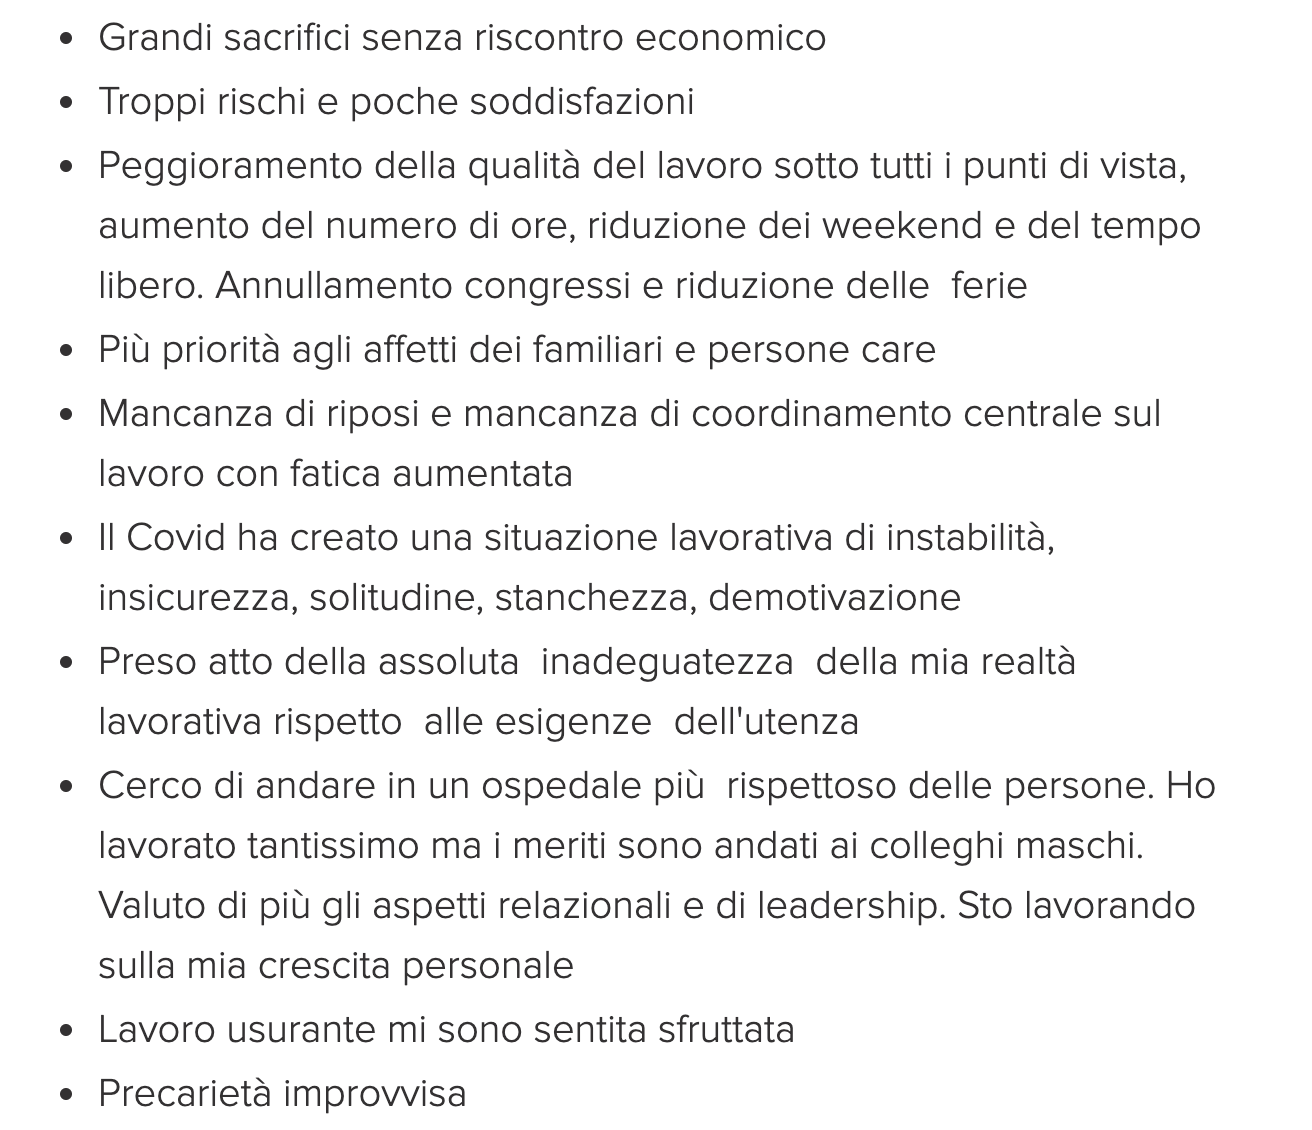 • Grandi sacrifici senza riscontro economico
• Troppi rischi e poche soddisfazioni
• Peggioramento della qualità del lavoro sotto tutti i punti di vista,
aumento del numero di ore, riduzione dei weekend e del tempo
libero. Annullamento congressi e riduzione delle  ferie
• Più priorità agli affetti dei familiari e persone care
• Mancanza di riposi e mancanza di coordinamento centrale sul
lavoro con fatica aumentata
• Il Covid ha creato una situazione lavorativa di instabilità,
insicurezza, solitudine, stanchezza, demotivazione
• Preso atto della assoluta  inadeguatezza  della mia realtà
lavorativa rispetto  alle esigenze  dell'utenza
• Cerco di andare in un ospedale più  rispettoso delle persone. Ho
lavorato tantissimo ma i meriti sono andati ai colleghi maschi.
Valuto di più gli aspetti relazionali e di leadership. Sto lavorando
sulla mia crescita personale
• Lavoro usurante mi sono sentita sfruttata
• Precarietà improvvisa